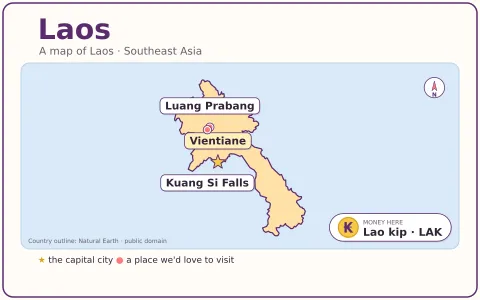 Laos
A map of Laos · Southeast Asia
N
Luang Prabang
Vientiane
Kuang Si Falls
K
MONEY HERE
Lao kip · LAK
Country outline: Natural Earth · public domain
★ the capital city ● a place we'd love to visit